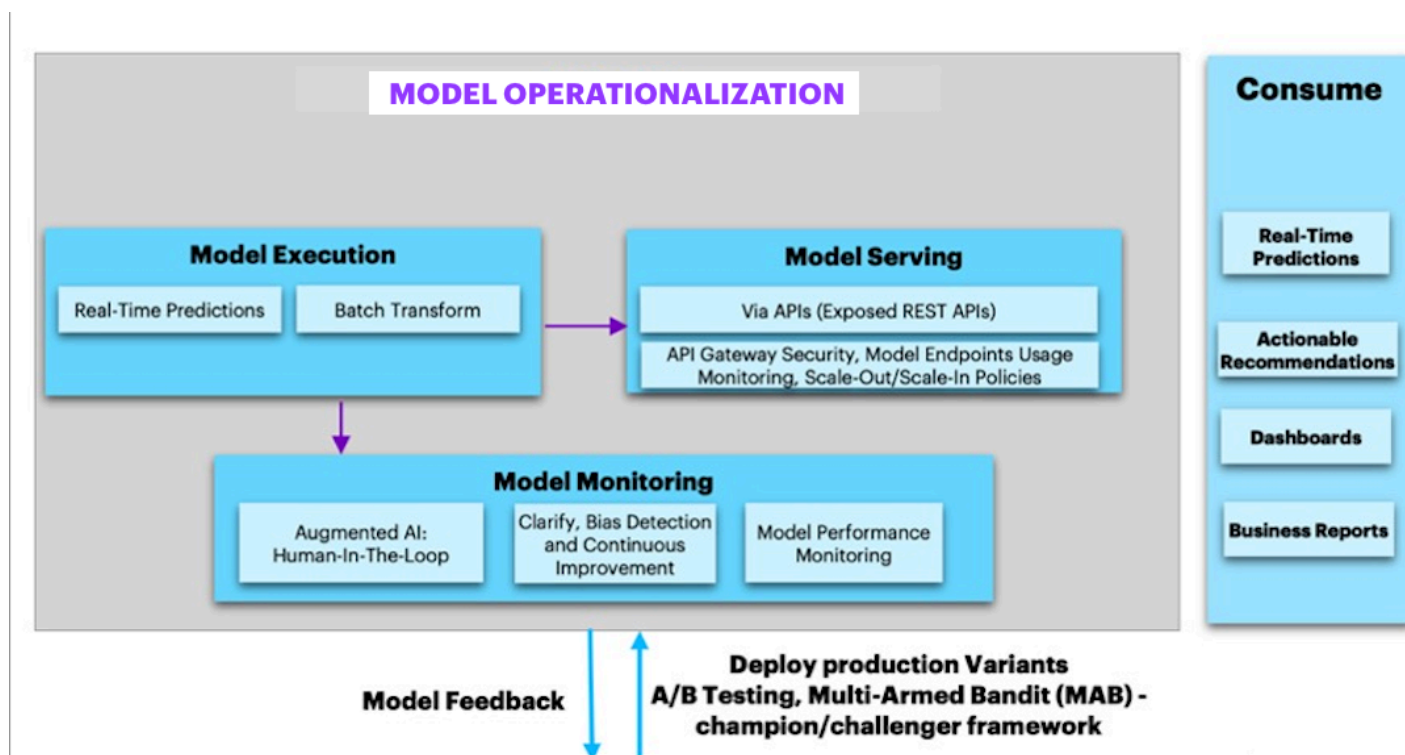 MODEL OPERATIONALIZATION
Model Execution
Real-Time Predictions
Batch Transform
Model Serving
Via APIs (Exposed REST APIs)
API Gateway Security, Model Endpoints Usage
Monitoring, Scale-Out/Scale-In Policies
Model Monitoring
Augmented AI:
Human-In-The-Loop
Clarify, Bias Detection
and Continuous
Improvement
Model Performance
Monitoring
Consume
Real-Time
Predictions
Actionable
Recommendations
Dashboards
Business Reports
Model Feedback
Deploy production Variants
A/B Testing, Multi-Armed Bandit (MAB) -
champion/challenger framework